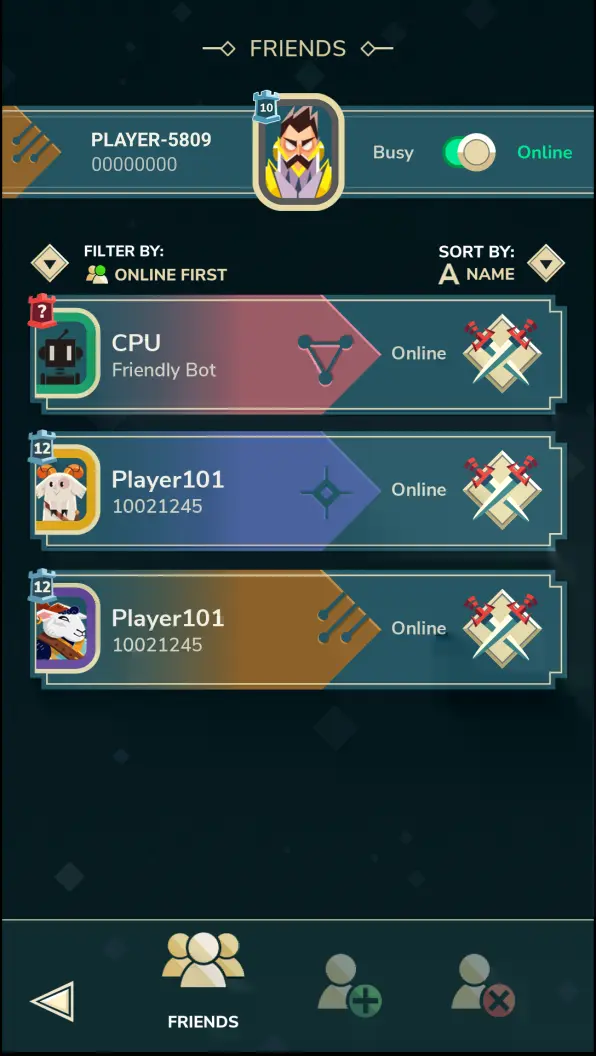 FRIENDS
10
PLAYER-5809
00000000
Busy
Online
FILTER BY:
ONLINE FIRST
SORT BY:
A NAME
?
CPU
Friendly Bot
Online
12
Player101
10021245
Online
12
Player101
10021245
Online
FRIENDS